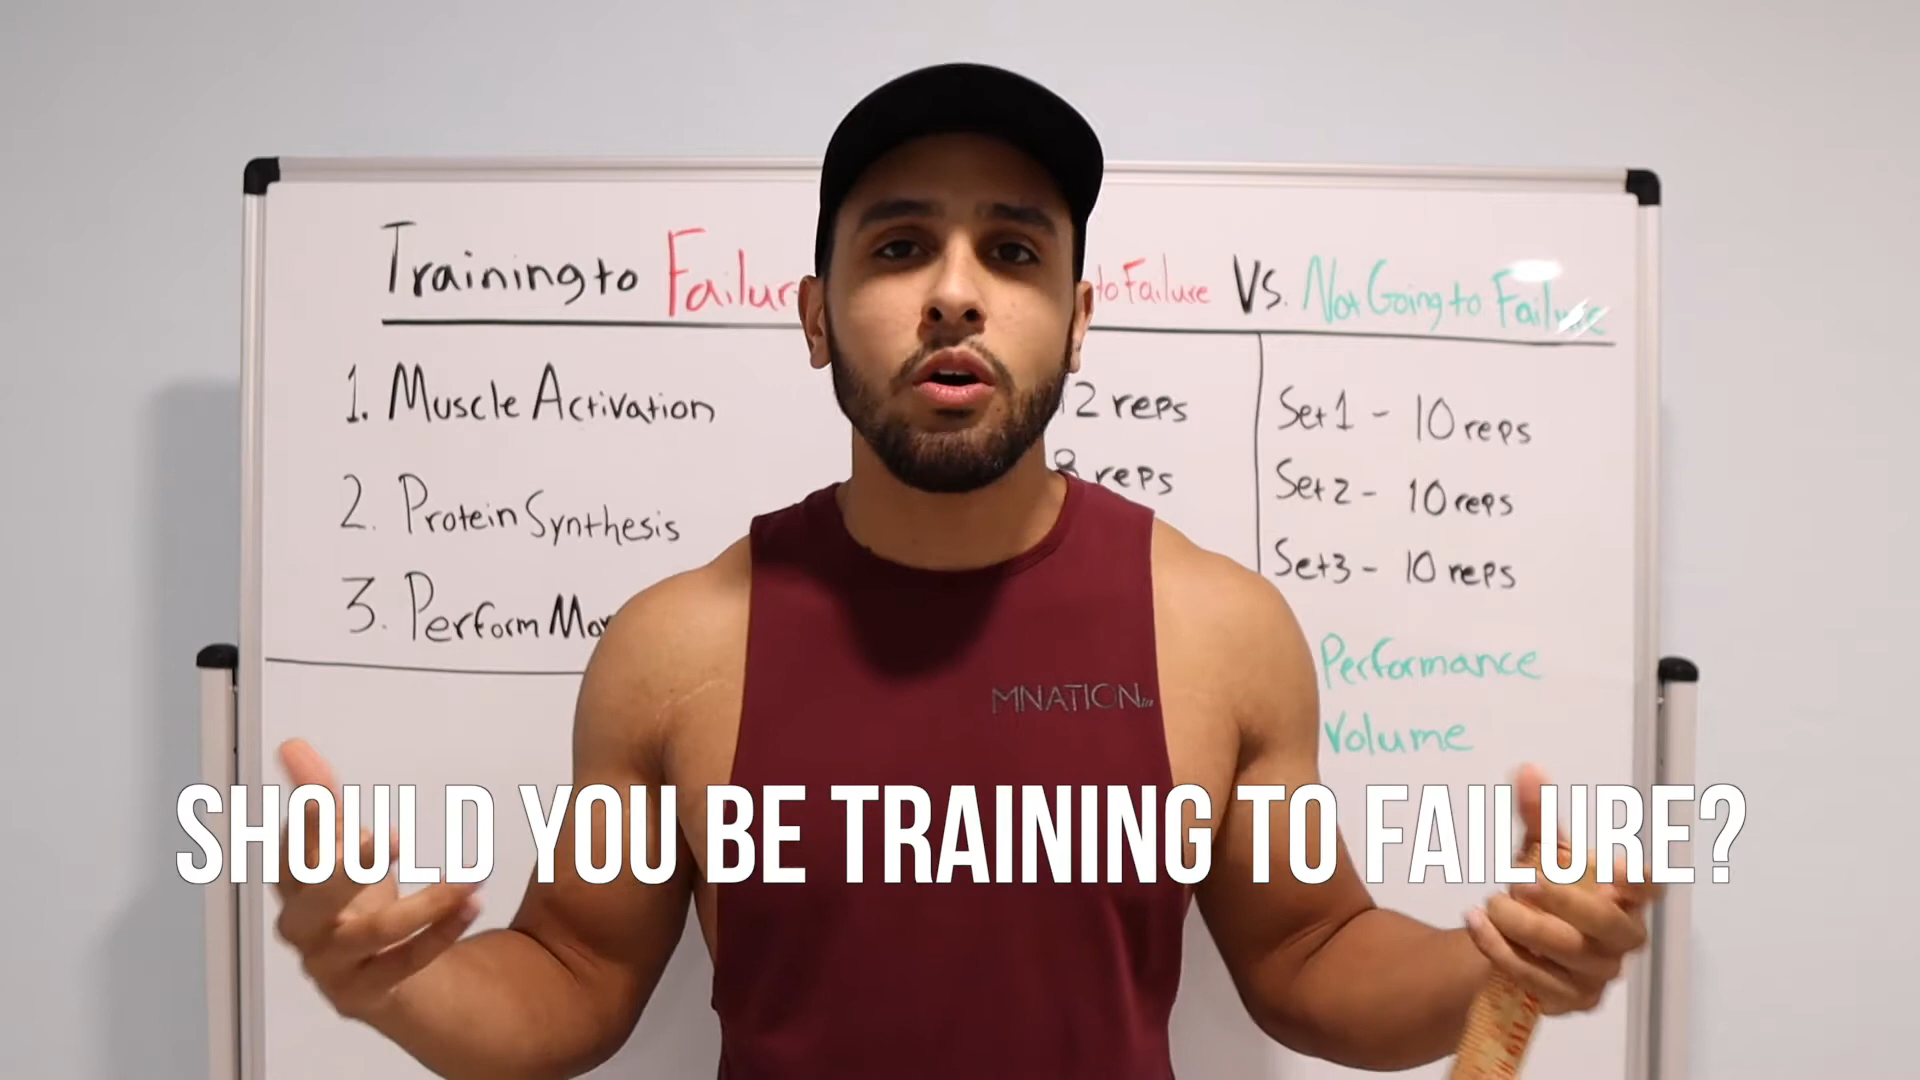 Training to Failure
to Failure VS. Not Going to Failure
1. Muscle Activation
2. Protein Synthesis
3. Perform Mor
2 reps
8 reps
Set 1 - 10 reps
Set 2 - 10 reps
Set 3 - 10 reps
Performance
Volume
MNATION
SHOULD YOU BE TRAINING TO FAILURE?